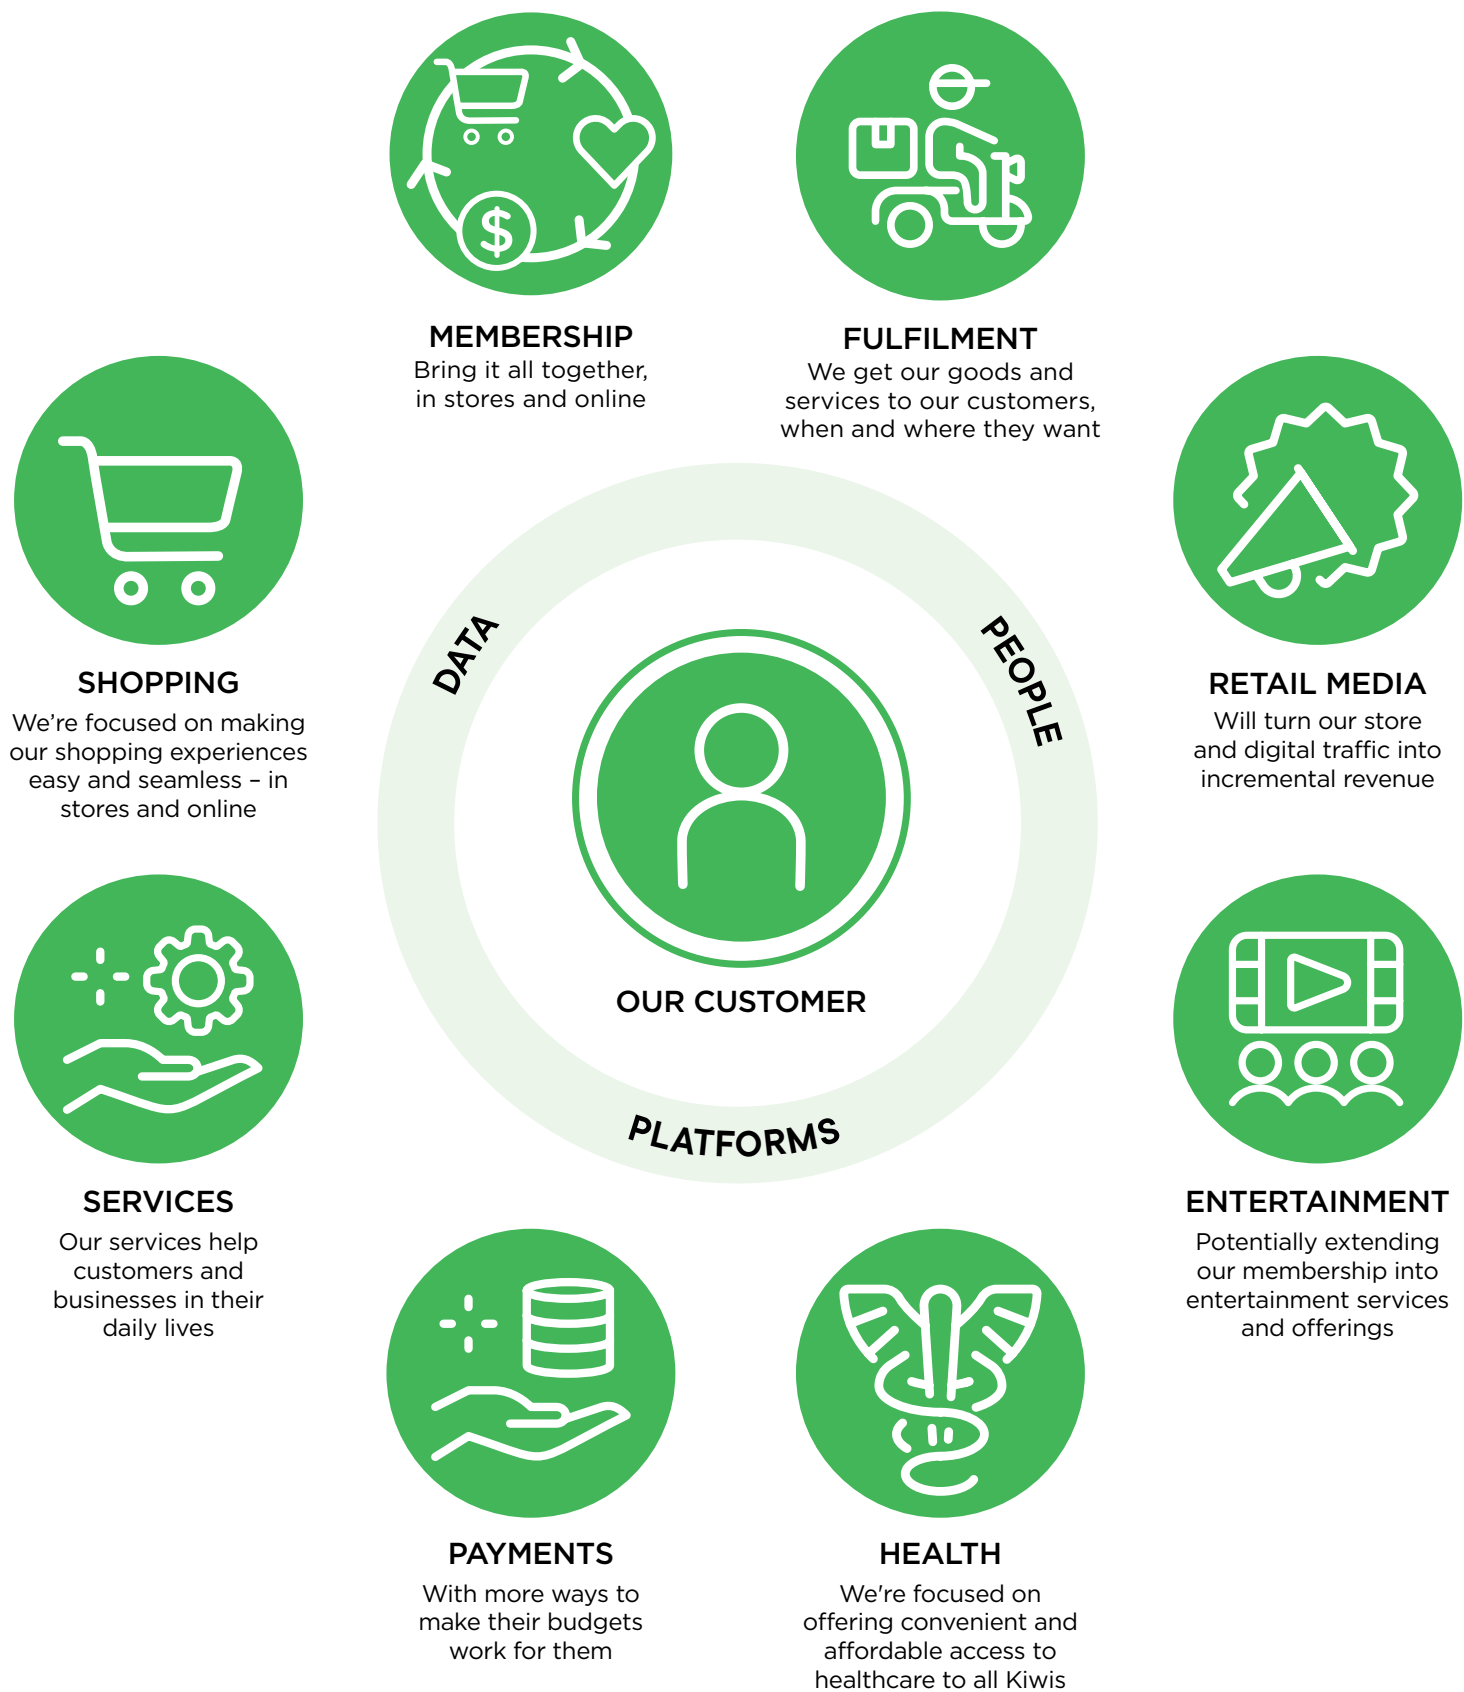 MEMBERSHIP
Bring it all together,
in stores and online
FULFILMENT
We get our goods and
services to our customers,
when and where they want
SHOPPING
We’re focused on making
our shopping experiences
easy and seamless – in
stores and online
RETAIL MEDIA
Will turn our store
and digital traffic into
incremental revenue
DATA
PEOPLE
OUR CUSTOMER
PLATFORMS
SERVICES
Our services help
customers and
businesses in their
daily lives
ENTERTAINMENT
Potentially extending
our membership into
entertainment services
and offerings
$
PAYMENTS
With more ways to
make their budgets
work for them
HEALTH
We're focused on
offering convenient and
affordable access to
healthcare to all Kiwis